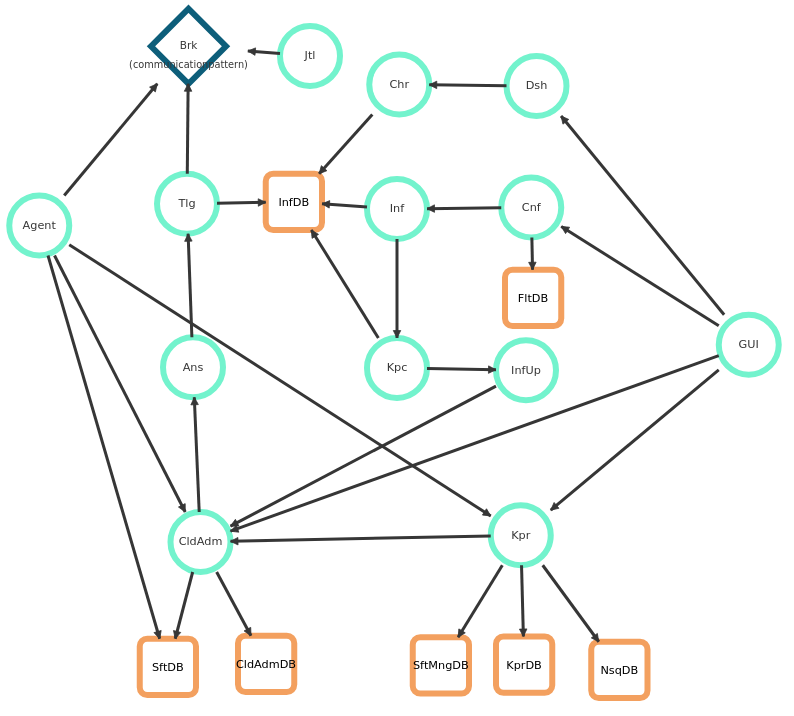 Brk
(communicationpattern)
Jtl
Chr
Dsh
Agent
Tlg
InfDB
Inf
Cnf
FltDB
GUI
Ans
Kpc
InfUp
CldAdm
Kpr
SftDB
CldAdmDB
SftMngDB
KprDB
NsqDB